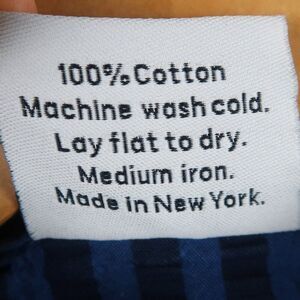 100% Cotton
Machine wash cold.
Lay flat to dry.
Medium iron.
Made in New York.